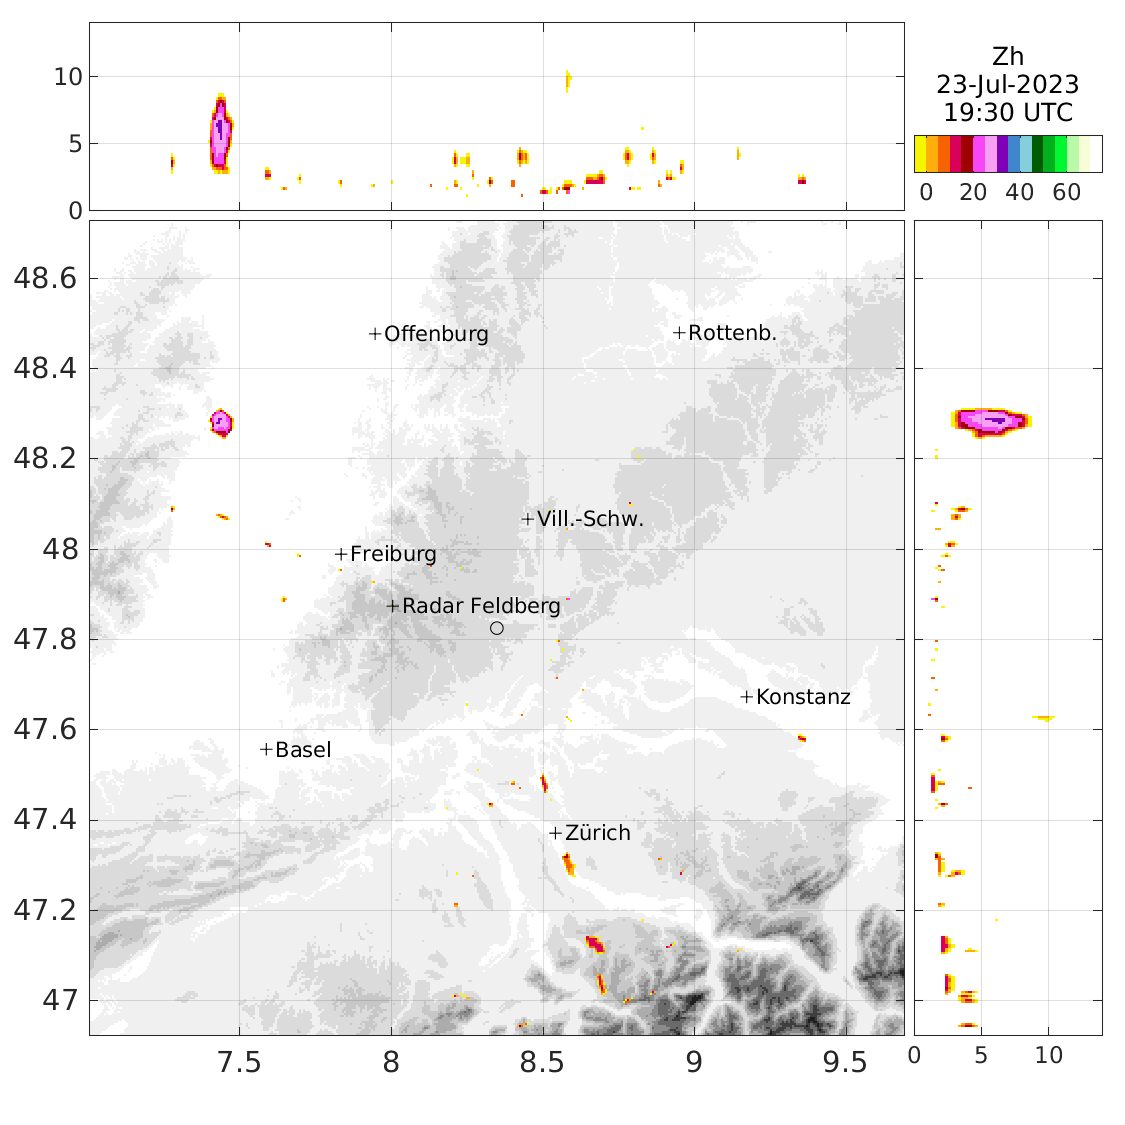 10
5
0
Zh
23-Jul-2023
19:30 UTC
0 20 40 60
48.6
48.4
48.2
48
47.8
47.6
47.4
47.2
47
Offenburg
Rottenb.
Vill.-Schw.
Freiburg
Radar Feldberg
Konstanz
Basel
Zürich
7.5 8 8.5 9 9.5
0 5 10